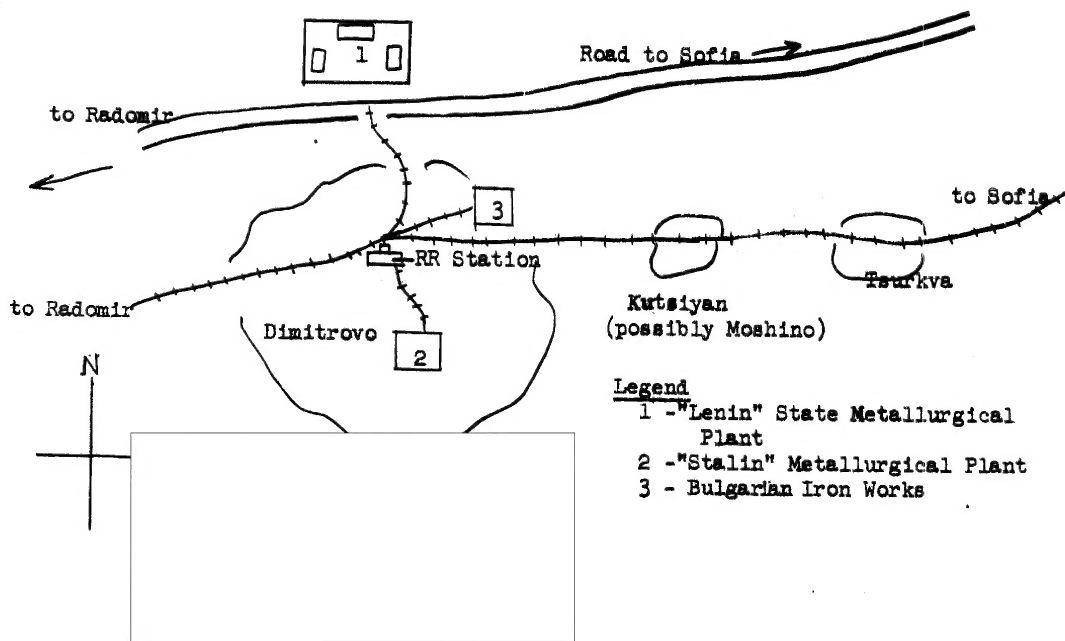 1
Road to Sofia
to Radomir
3
to Sofia
RR Station
to Radomir
Kutsiyan
(possibly Moshino)
Tsurkva
Dimitrovo
2
N
Legend
1 -"Lenin" State Metallurgical
Plant
2 -"Stalin" Metallurgical Plant
3 - Bulgarian Iron Works